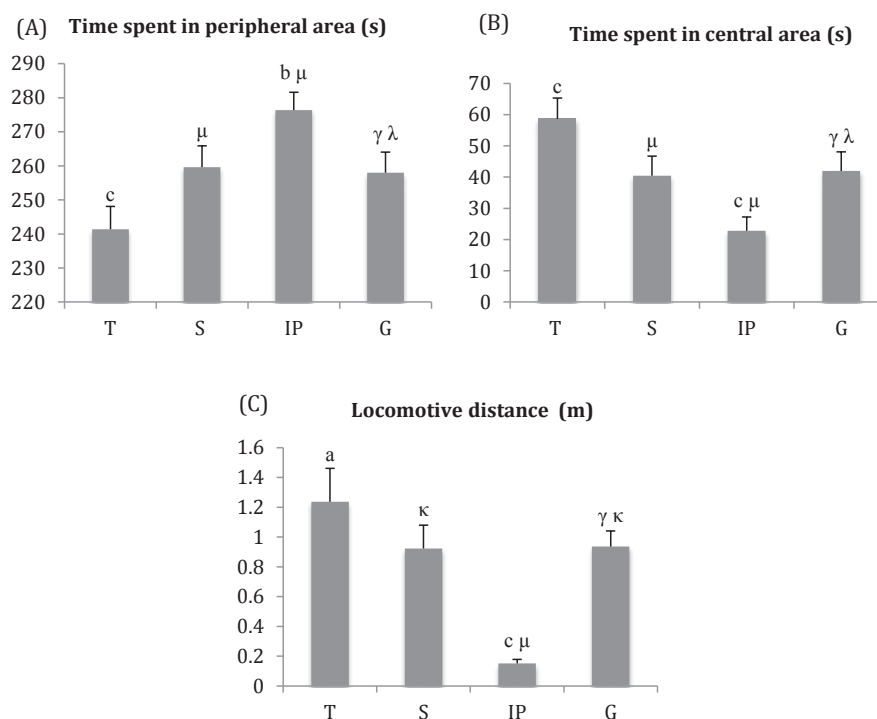 (A) Time spent in peripheral area (s)
290
280
270
260
250
240
230
220
c
μ
b μ
γ λ
T S IP G
(B) Time spent in central area (s)
70
60
50
40
30
20
10
0
c
μ
c μ
γ λ
T S IP G
(C) Locomotive distance (m)
1.6
1.4
1.2
1
0.8
0.6
0.4
0.2
0
a
κ
c μ
γ κ
T S IP G